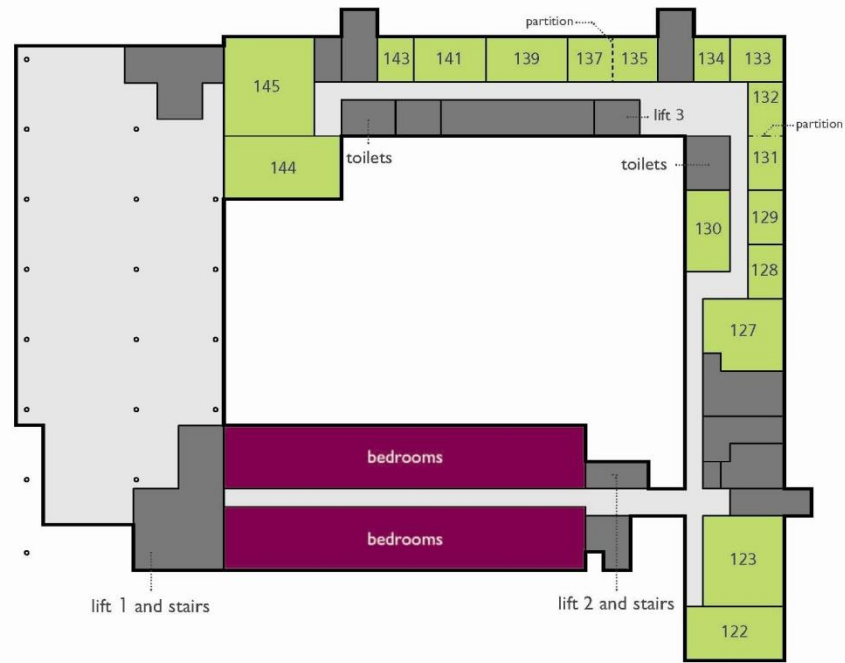 partition
143
141
139
137
135
134
133
145
132
lift 3
partition
toilets
toilets
131
144
130
129
128
127
bedrooms
bedrooms
123
lift 1 and stairs
lift 2 and stairs
122